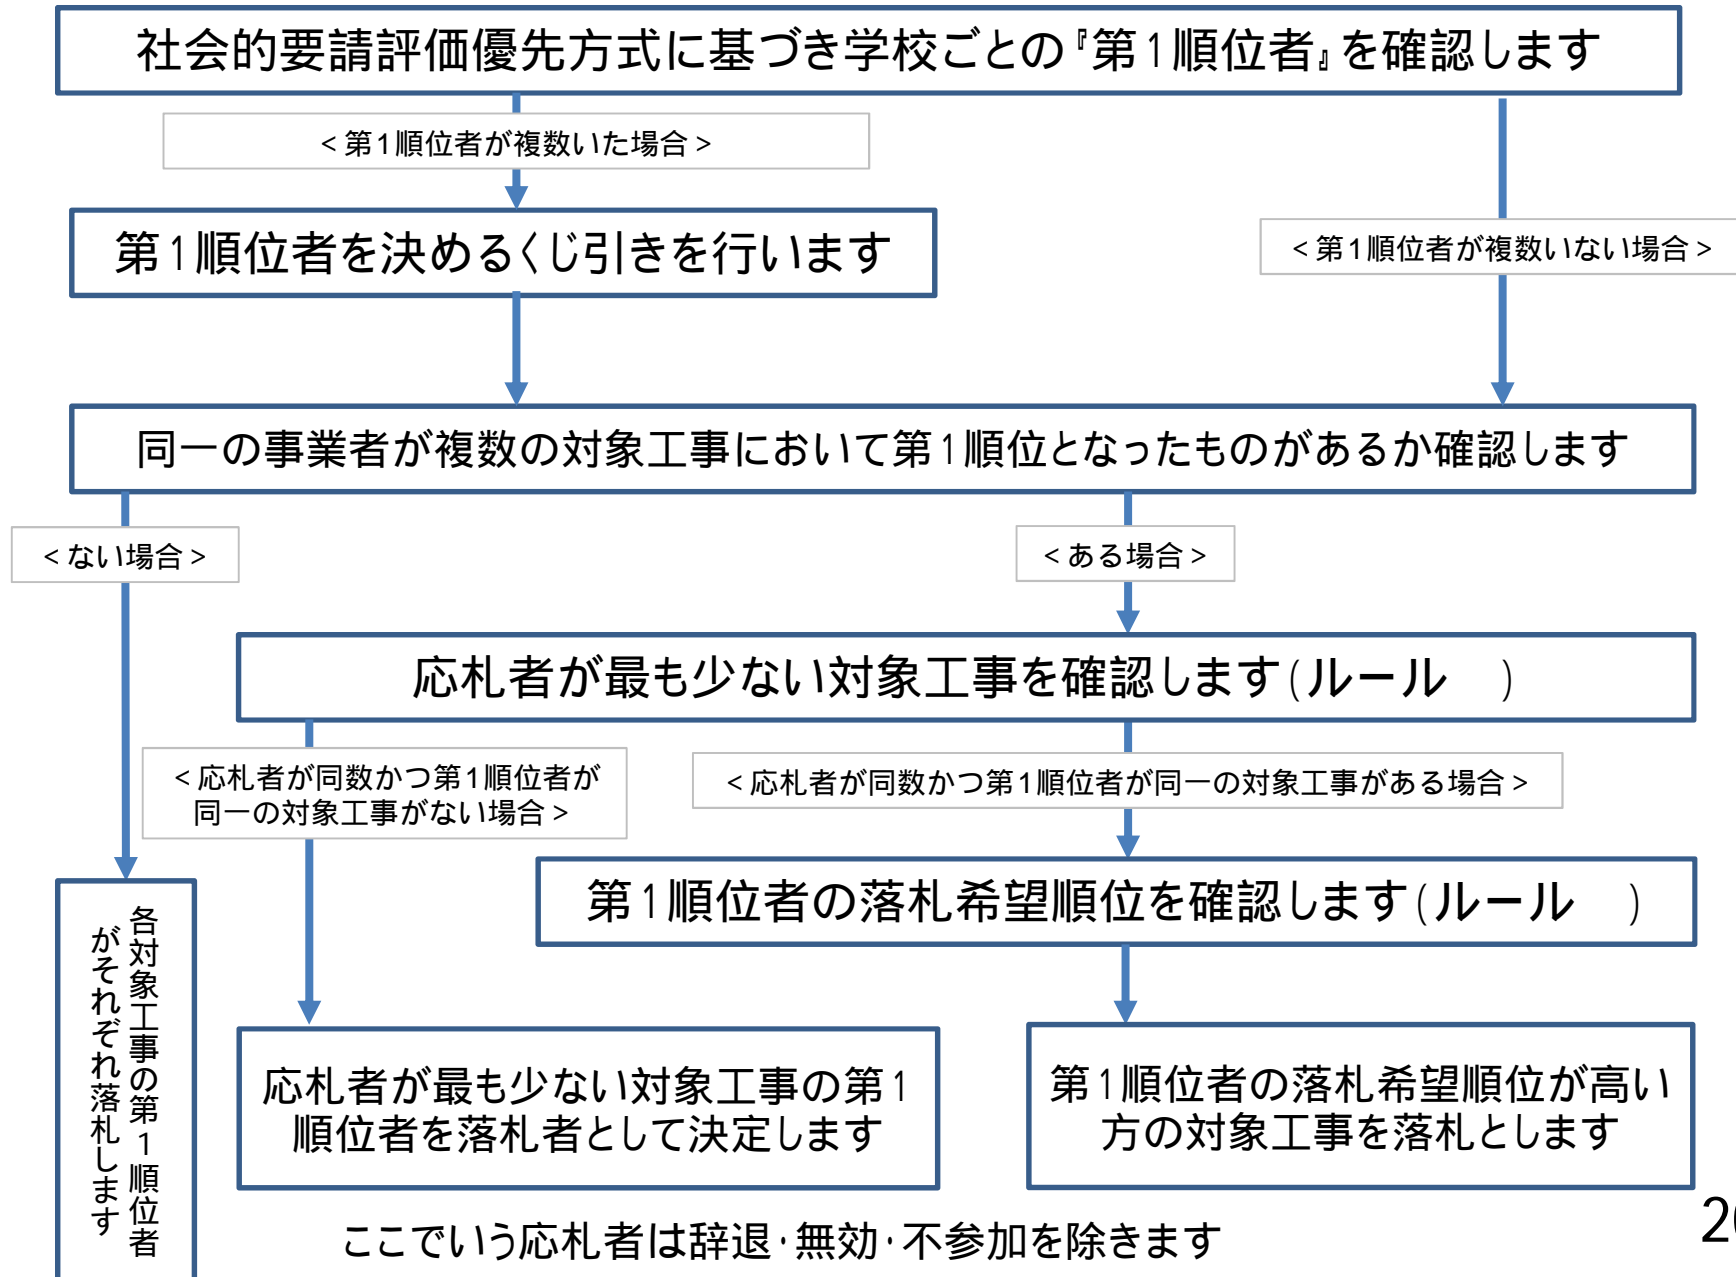 社会的要請評価優先方式に基づき学校ごとの『第1順位者』を確認します
<第1順位者が複数いた場合>
<第1順位者が複数いない場合>
第1順位者を決めるくじ引きを行います
同一の事業者が複数の対象工事において第1順位となったものがあるか確認します
<ない場合>
<ある場合>
応札者が最も少ない対象工事を確認します(ルール　)
<応札者が同数かつ第1順位者が
同一の対象工事がない場合>
<応札者が同数かつ第1順位者が同一の対象工事がある場合>
第1順位者の落札希望順位を確認します(ルール　)
各対象工事の第1順位者
がそれぞれ落札します
応札者が最も少ない対象工事の第1
順位者を落札者として決定します
第1順位者の落札希望順位が高い
方の対象工事を落札とします
ここでいう応札者は辞退・無効・不参加を除きます